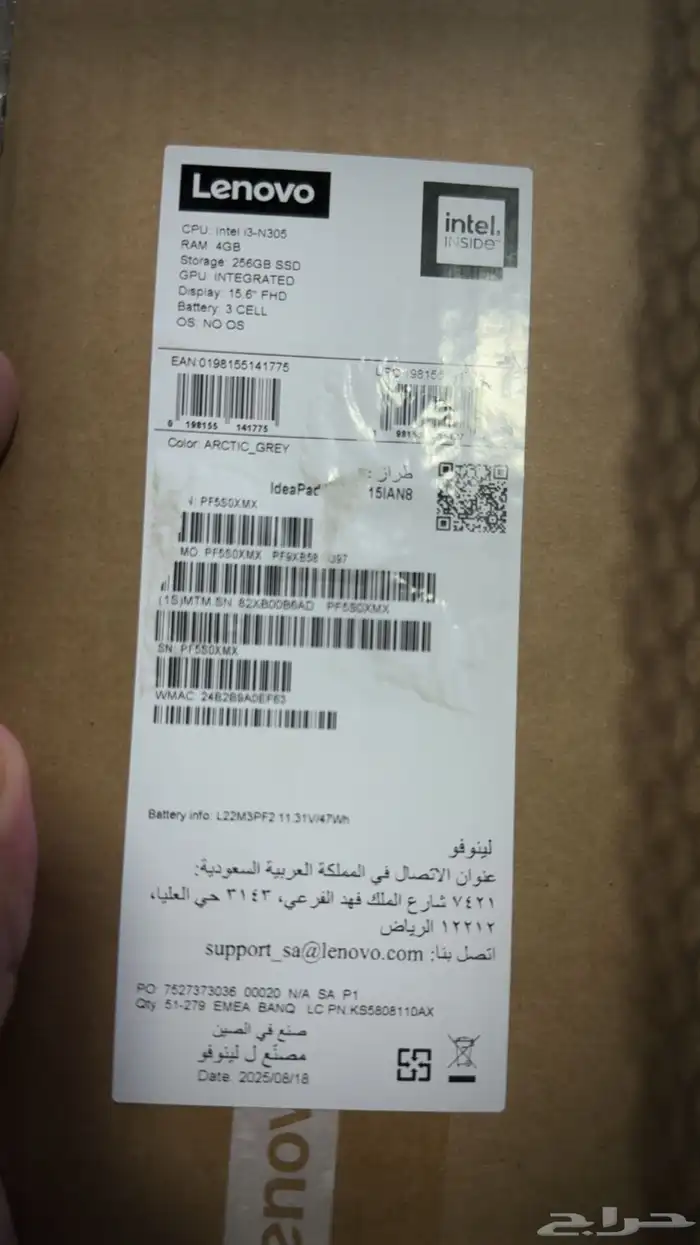 Lenovo
intel.
INSIDE
CPU: Intel i3-N305
RAM: 4GB
Storage: 256GB SSD
GPU: INTEGRATED
Display: 15.6" FHD
Battery: 3 CELL
OS: NO OS
EAN:0198155141775
0 198155 141775
Color: ARCTIC_GREY
طراز:
IdeaPad 15IAN8
PF5S0XMX
MO: PF5S0XMX PF9XB58
(1S)MTM SN: 82XB00B6AD PF5S0XMX
SN: PF5S0XMX
WMAC: 24B2B9A0EF63
Battery info: L22M3PF2 11.31V/47Wh
لينوفو
عنوان الاتصال في المملكة العربية السعودية:
٧٤٢١ شارع الملك فهد الفرعي، ٣١٤٣ حي العليا،
١٢٢١٢ الرياض
اتصل بنا: support_sa@lenovo.com
PO: 7527373036 00020 N/A SA P1
Qty: 51-279 EMEA BANQ LC PN:KS5808110AX
صنع في الصين
مصنّع ل لينوفو
Date: 2025/08/18
حراج